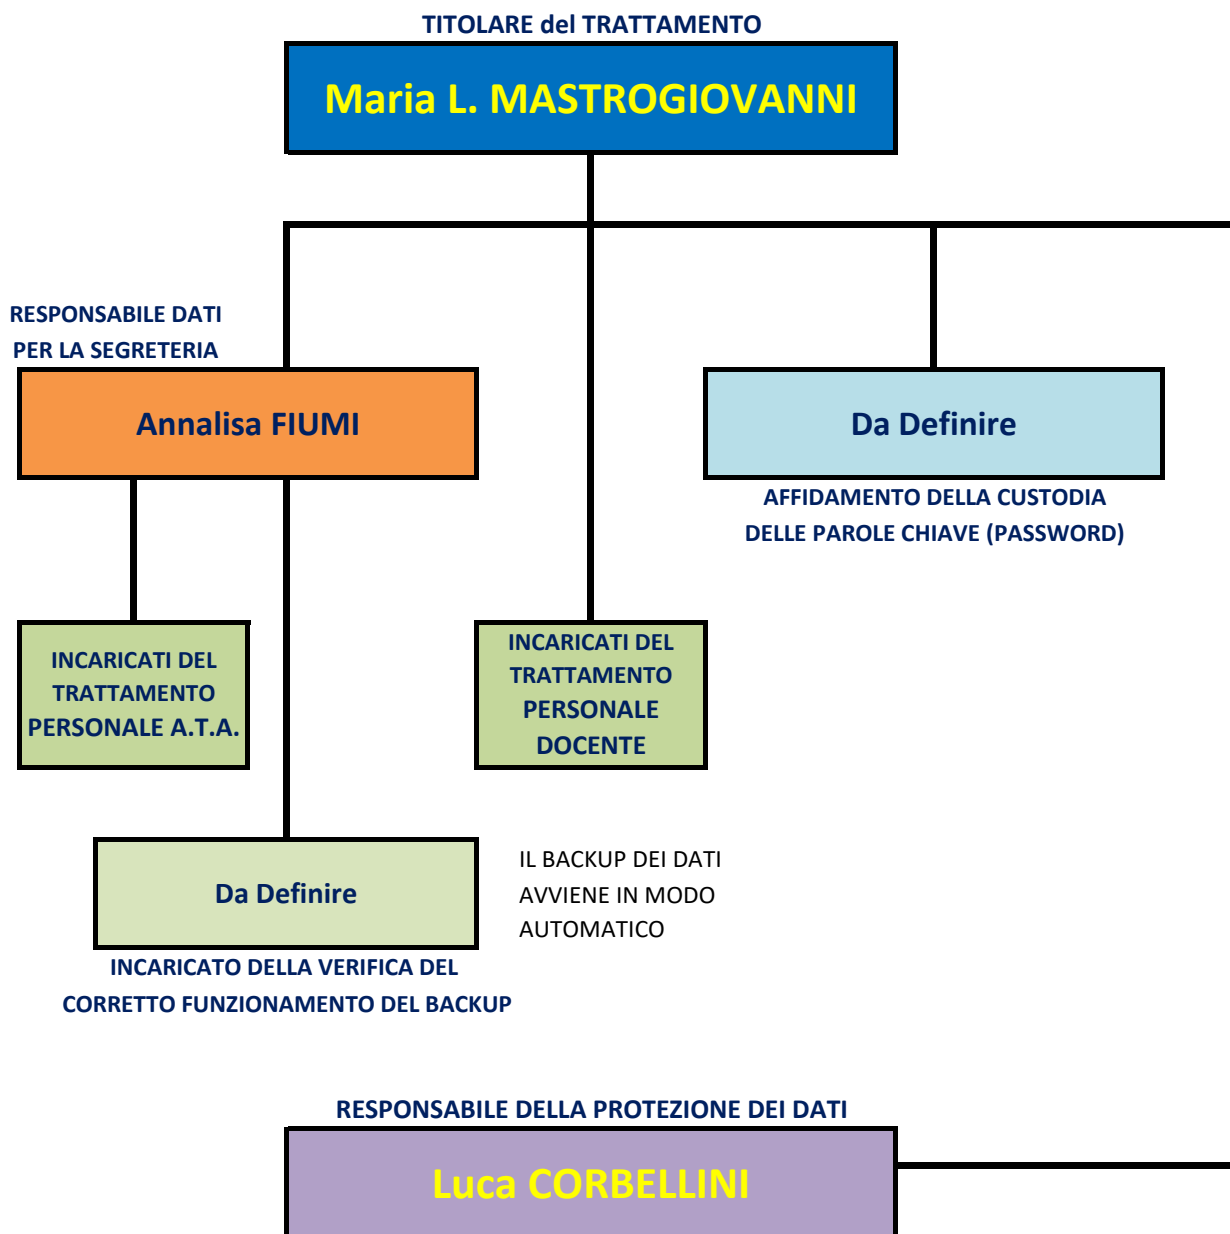 TITOLARE del TRATTAMENTO
Maria L. MASTROGIOVANNI
RESPONSABILE DATI
PER LA SEGRETERIA
Annalisa FIUMI
Da Definire
AFFIDAMENTO DELLA CUSTODIA
DELLE PAROLE CHIAVE (PASSWORD)
INCARICATI DEL
TRATTAMENTO
PERSONALE A.T.A.
INCARICATI DEL
TRATTAMENTO
PERSONALE
DOCENTE
Da Definire
IL BACKUP DEI DATI
AVVIENE IN MODO
AUTOMATICO
INCARICATO DELLA VERIFICA DEL
CORRETTO FUNZIONAMENTO DEL BACKUP
RESPONSABILE DELLA PROTEZIONE DEI DATI
Luca CORBELLINI